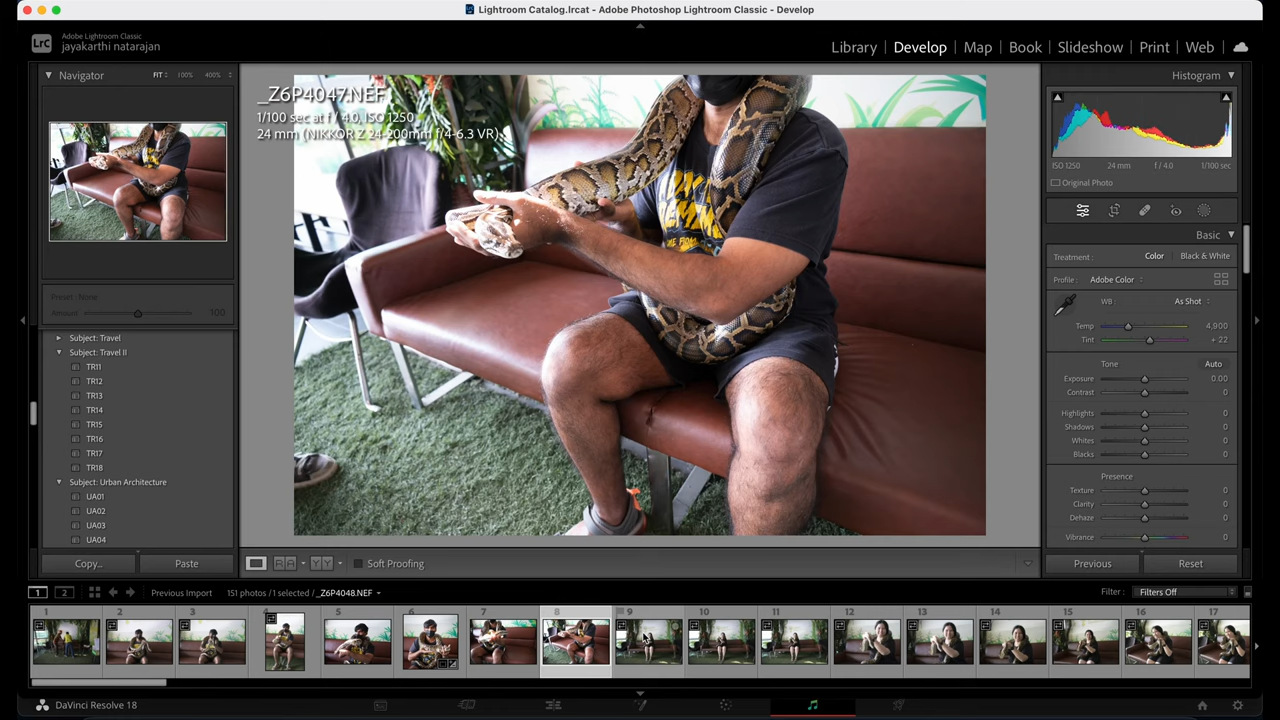 Lightroom Catalog.lrcat - Adobe Photoshop Lightroom Classic - Develop
LrC
Adobe Lightroom Classic
jayakarthi natarajan
Library | Develop | Map | Book | Slideshow | Print | Web
Navigator
FIT
100%
400%
Histogram
_Z6P4047.NEF
1/100 sec at f / 4.0, ISO 1250
24 mm (NIKKOR Z 24-200mm f/4-6.3 VR)
ISO 1250
24 mm
f / 4.0
1/100 sec
Original Photo
Basic
Treatment :
Color
Black & White
Profile :
Adobe Color
WB :
As Shot
Temp
4,900
Tint
+ 22
Tone
Auto
Exposure
0.00
Contrast
0
Highlights
0
Shadows
0
Whites
0
Blacks
0
Presence
Texture
0
Clarity
0
Dehaze
0
Vibrance
0
Preset : None
Amount
100
Subject: Travel
Subject: Travel II
TR11
TR12
TR13
TR14
TR15
TR16
TR17
TR18
Subject: Urban Architecture
UA01
UA02
UA03
UA04
Copy...
Paste
R A
Y Y
Soft Proofing
Previous
Reset
1
2
Previous Import
151 photos / 1 selected / _Z6P4048.NEF
Filter :
Filters Off
1
2
3
4
5
6
7
8
9
10
11
12
13
14
15
16
17
DaVinci Resolve 18